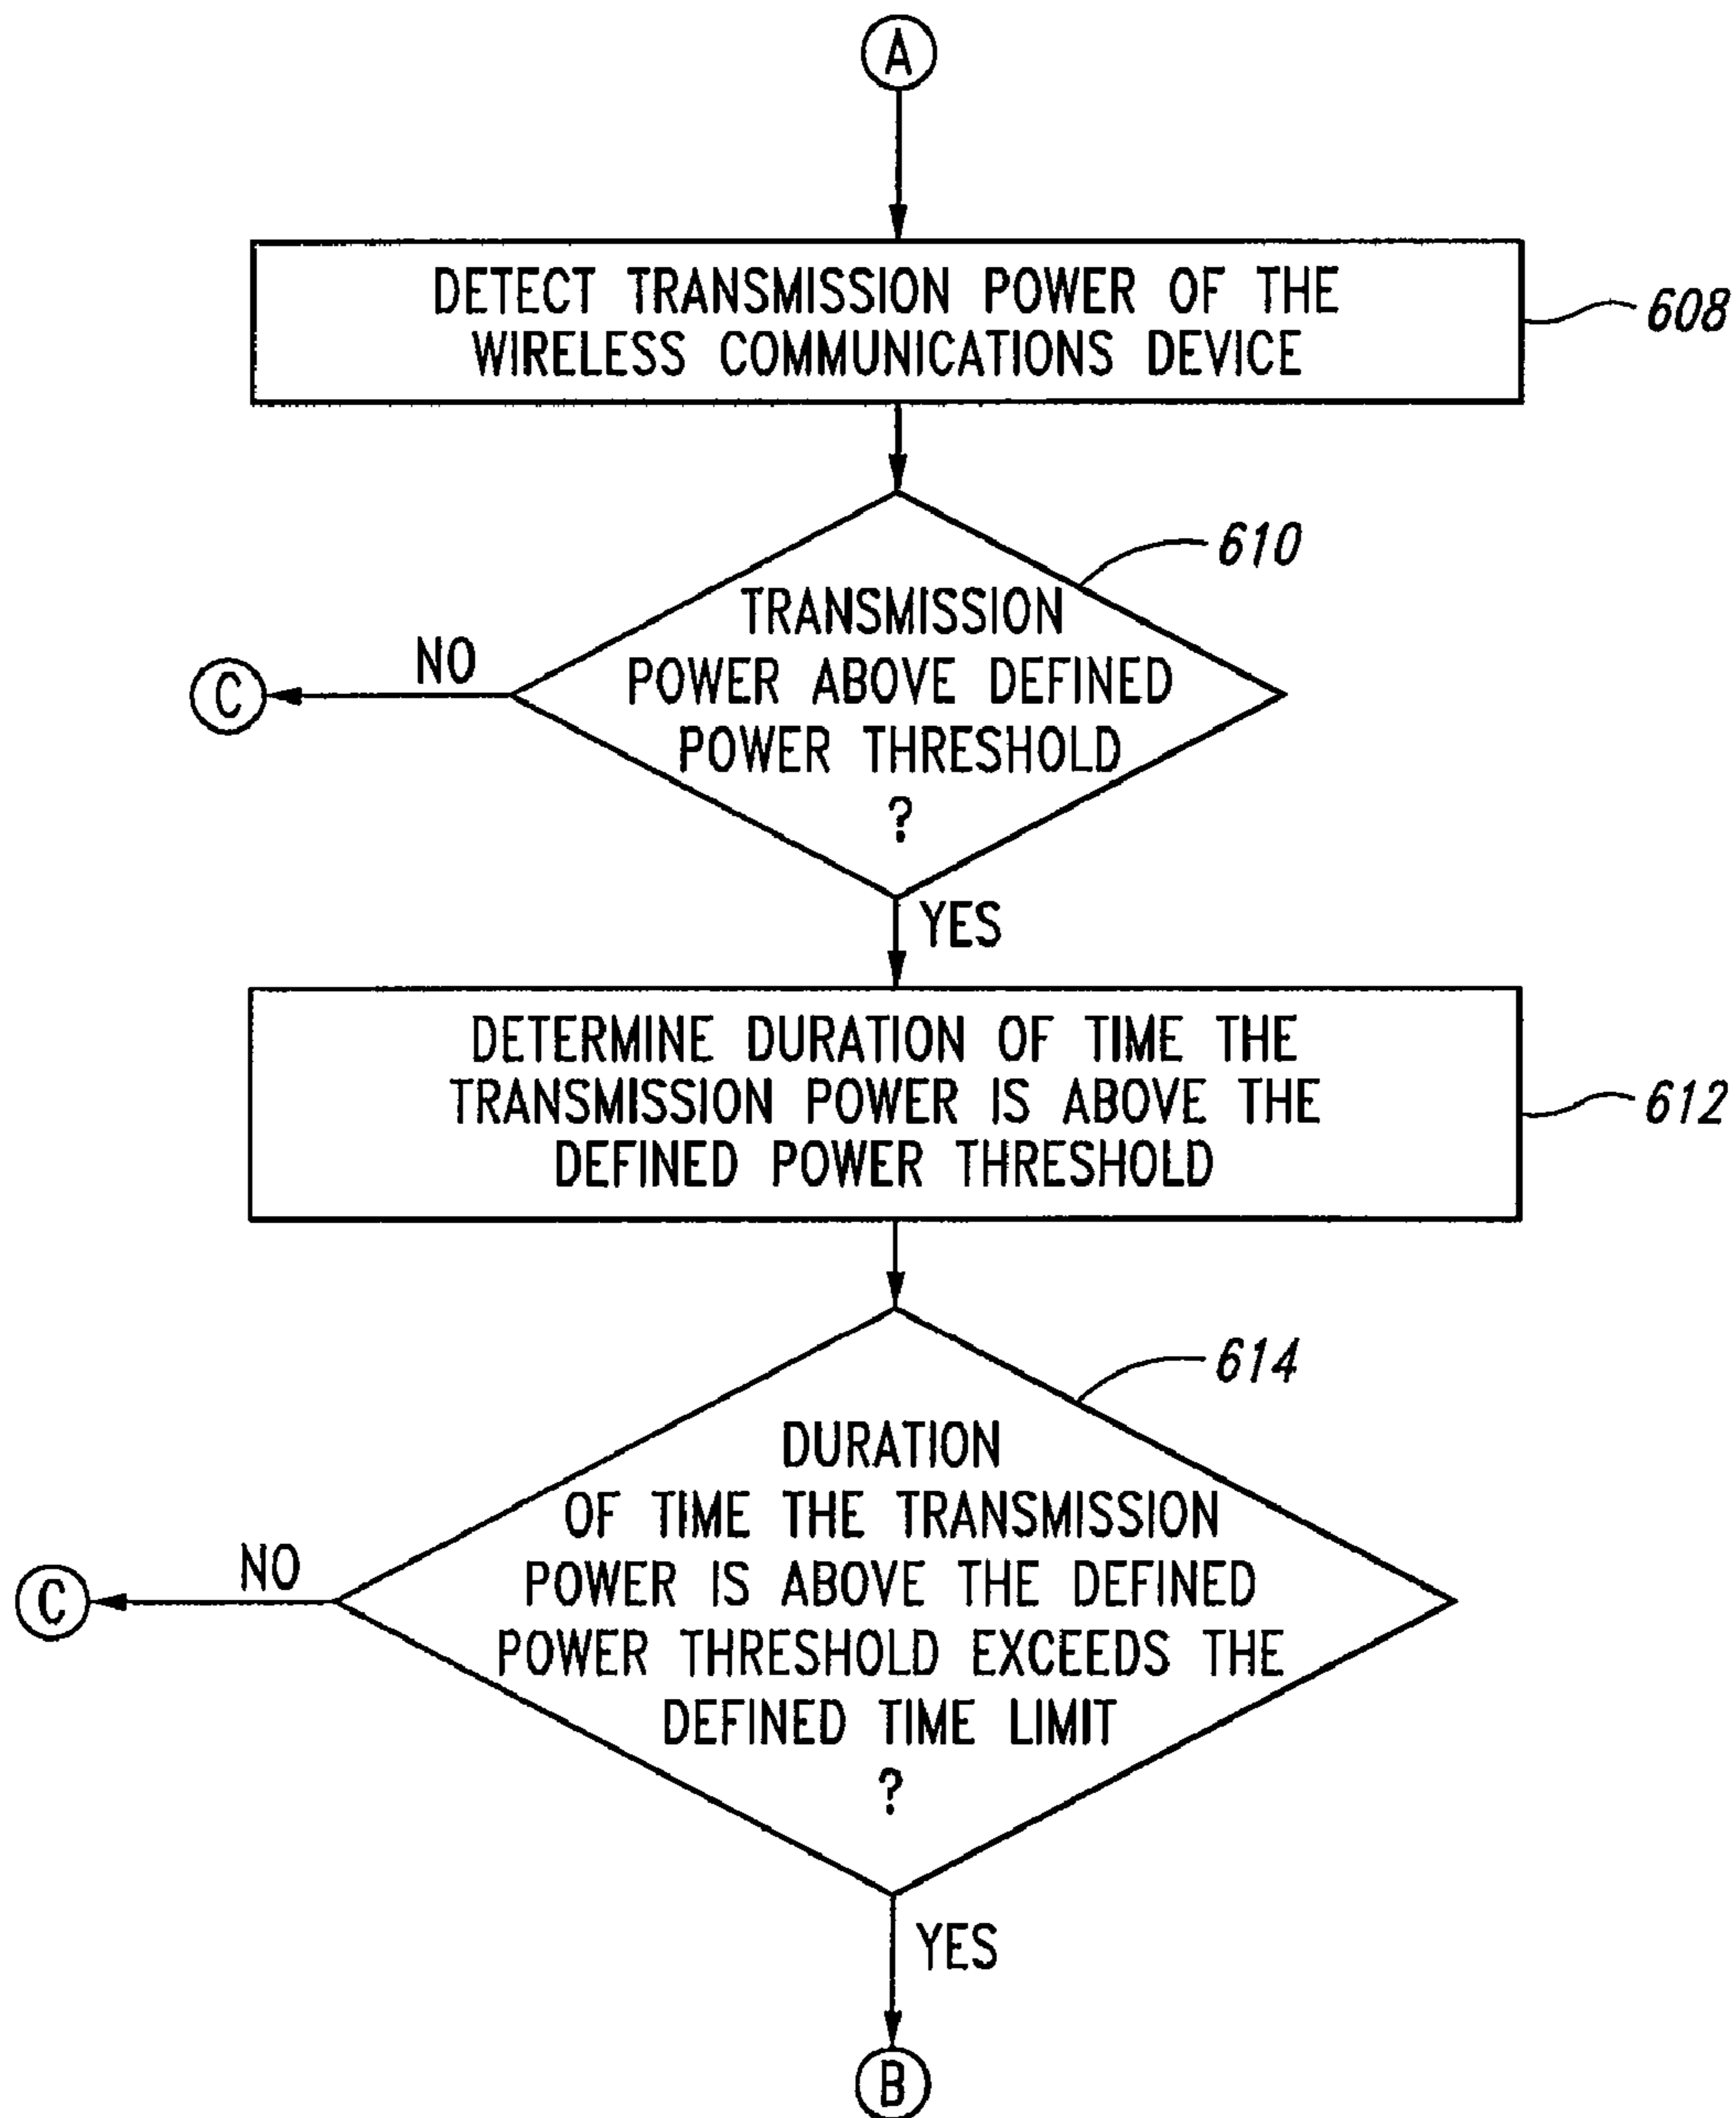 A
DETECT TRANSMISSION POWER OF THE
WIRELESS COMMUNICATIONS DEVICE
608
610
TRANSMISSION
POWER ABOVE DEFINED
POWER THRESHOLD
?
NO
C
YES
DETERMINE DURATION OF TIME THE
TRANSMISSION POWER IS ABOVE THE
DEFINED POWER THRESHOLD
612
614
DURATION
OF TIME THE TRANSMISSION
POWER IS ABOVE THE DEFINED
POWER THRESHOLD EXCEEDS THE
DEFINED TIME LIMIT
?
NO
C
YES
B